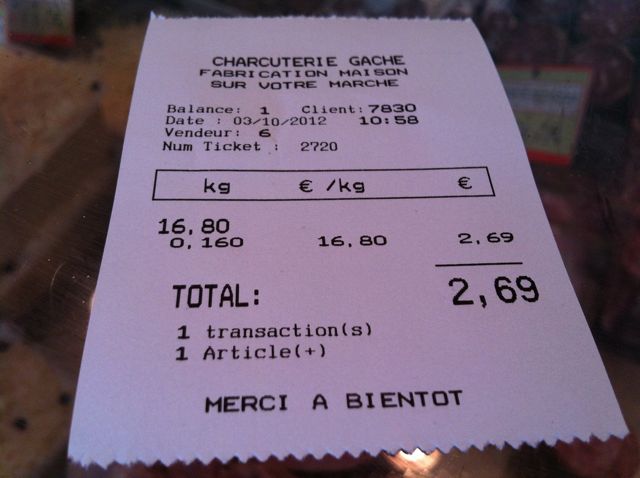 CHARCUTERIE GACHE
FABRICATION MAISON
SUR VOTRE MARCHE
Balance: 1 Client: 7830
Date : 03/10/2012 10:58
Vendeur: 6
Num Ticket : 2720
kg € /kg €
16,80
0,160 16,80 2,69
TOTAL: 2,69
1 transaction(s)
1 Article(+)
MERCI A BIENTOT